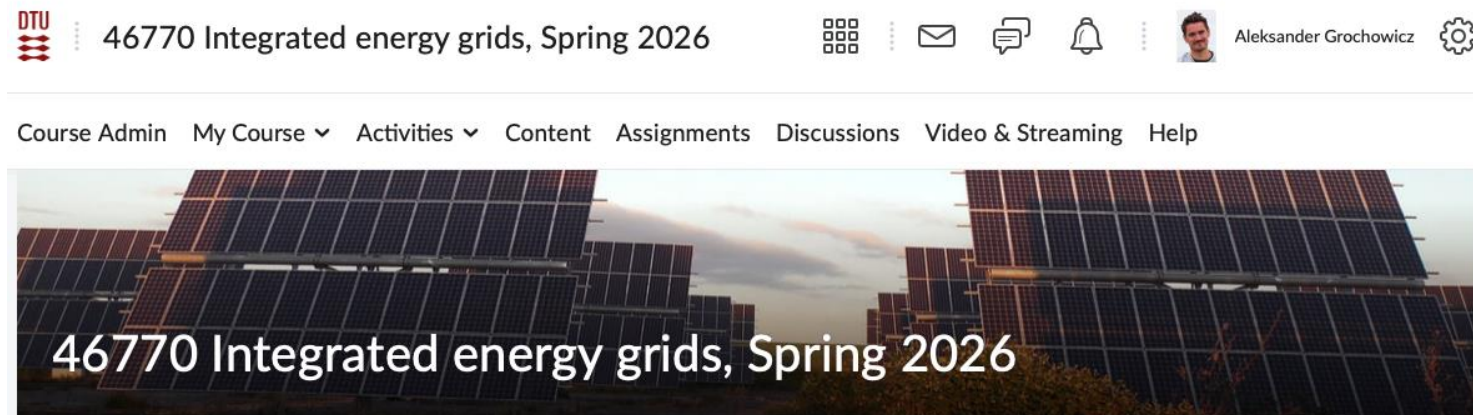 DTU
46770 Integrated energy grids, Spring 2026
Aleksander Grochowicz
Course Admin My Course Activities Content Assignments Discussions Video & Streaming Help
46770 Integrated energy grids, Spring 2026